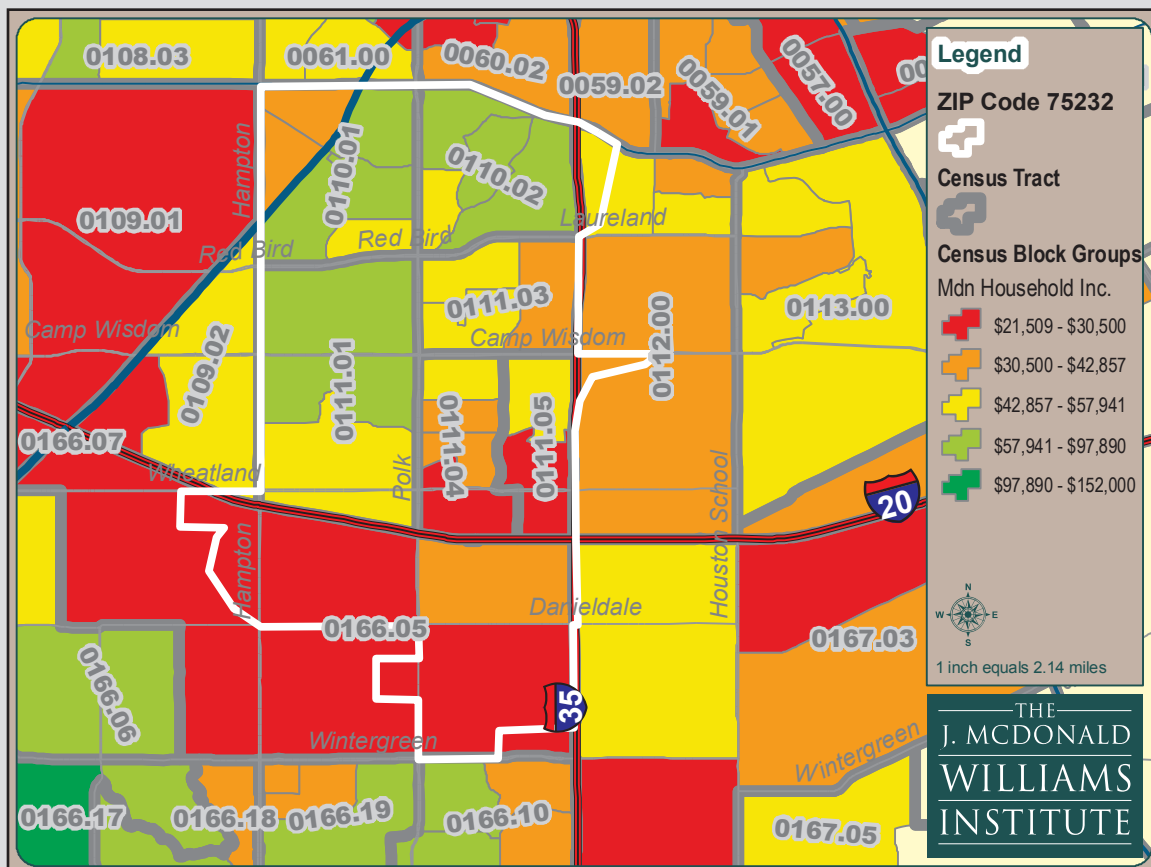 0108.03
0061.00
0060.02
0059.02
0059.01
0057.00
00
Hampton
0110.01
0110.02
0109.01
Red Bird
Red Bird
Laureland
0111.03
0113.00
Camp Wisdom
Camp Wisdom
0112.00
0109.02
0111.01
0111.04
0111.05
0166.07
Wheatland
Polk
Houston School
20
Hampton
Danieldale
0166.05
0167.03
0166.06
35
Wintergreen
Wintergreen
0166.17
0166.18
0166.19
0166.10
0167.05
Legend
ZIP Code 75232
Census Tract
Census Block Groups
Mdn Household Inc.
$21,509 - $30,500
$30,500 - $42,857
$42,857 - $57,941
$57,941 - $97,890
$97,890 - $152,000
N
W E
S
1 inch equals 2.14 miles
THE
J. MCDONALD
WILLIAMS
INSTITUTE